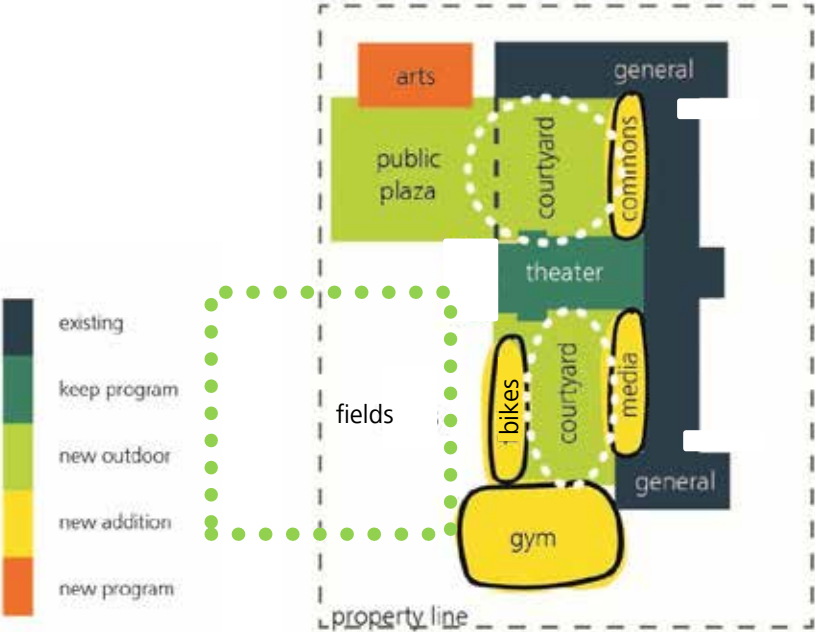 arts
general
public
plaza
courtyard
commons
theater
existing
keep program
new outdoor
new addition
new program
fields
bikes
courtyard
media
general
gym
property line